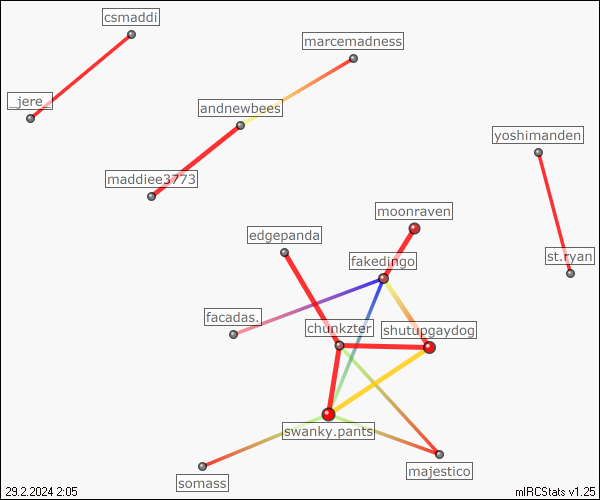 csmaddi
marcemadness
_jere_
andnewbees
yoshimanden
maddiee3773
moonraven
edgepanda
st.ryan
fakedingo
facadas.
chunkzter
shutupgaydog
swanky.pants
majestico
somass
29.2.2024 2:05
mIRCStats v1.25